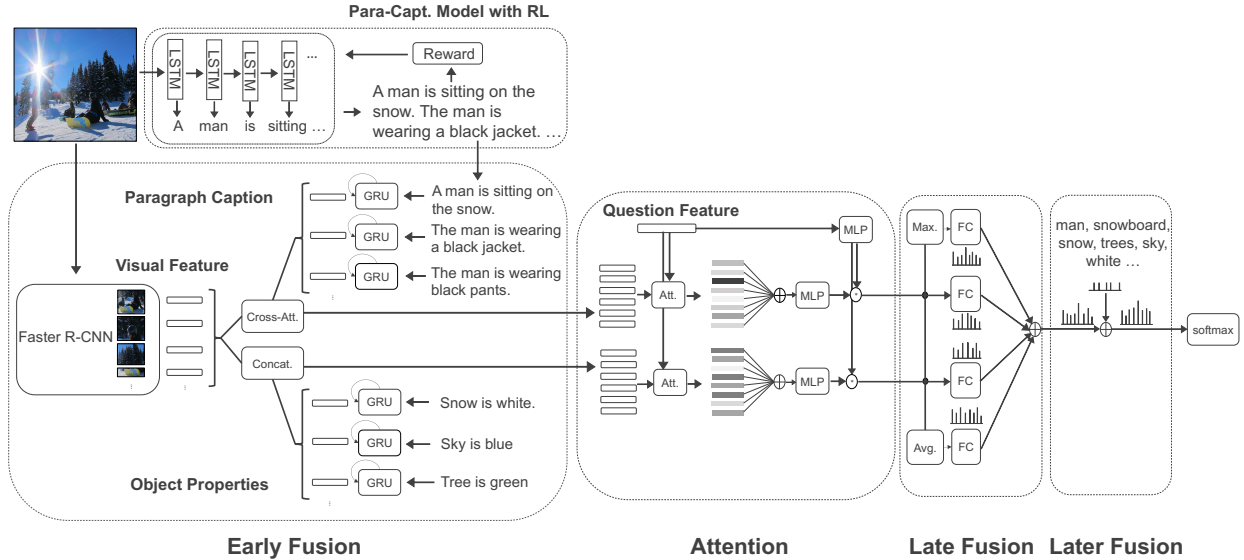 Para-Capt. Model with RL
LSTM
LSTM
LSTM
LSTM
...
Reward
A
man
is
sitting ...
A man is sitting on the
snow. The man is
wearing a black jacket. ...
Paragraph Caption
GRU
A man is sitting on
the snow.
GRU
The man is wearing
a black jacket.
GRU
The man is wearing
black pants.
Visual Feature
Faster R-CNN
Cross-Att.
Concat.
GRU
Snow is white.
GRU
Sky is blue
GRU
Tree is green
Object Properties
Early Fusion
Question Feature
MLP
Att.
MLP
Att.
MLP
Attention
Max.
FC
FC
FC
Avg.
FC
Late Fusion
man, snowboard,
snow, trees, sky,
white ...
softmax
Later Fusion